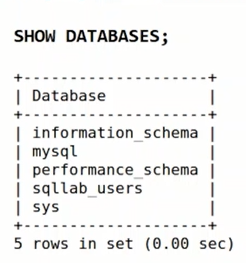 SHOW DATABASES;
+--------------------+
| Database           |
+--------------------+
| information_schema |
| mysql              |
| performance_schema |
| sqllab_users       |
| sys                |
+--------------------+
5 rows in set (0.00 sec)